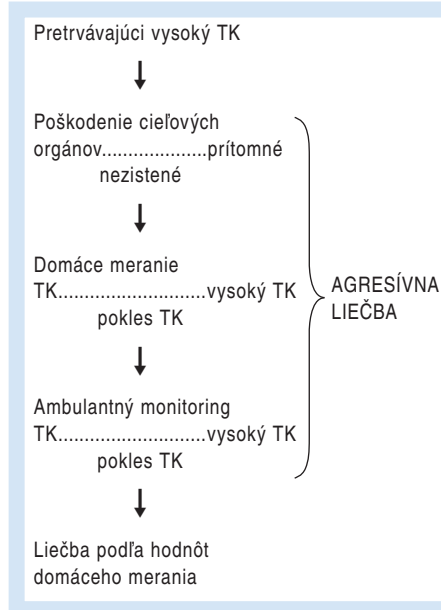 Pretrvávajúci vysoký TK
Poškodenie cieľových
orgánov....................prítomné
nezistené
Domáce meranie
TK...........................vysoký TK
pokles TK
AGRESÍVNA
LIEČBA
Ambulantný monitoring
TK...........................vysoký TK
pokles TK
Liečba podľa hodnôt
domáceho merania